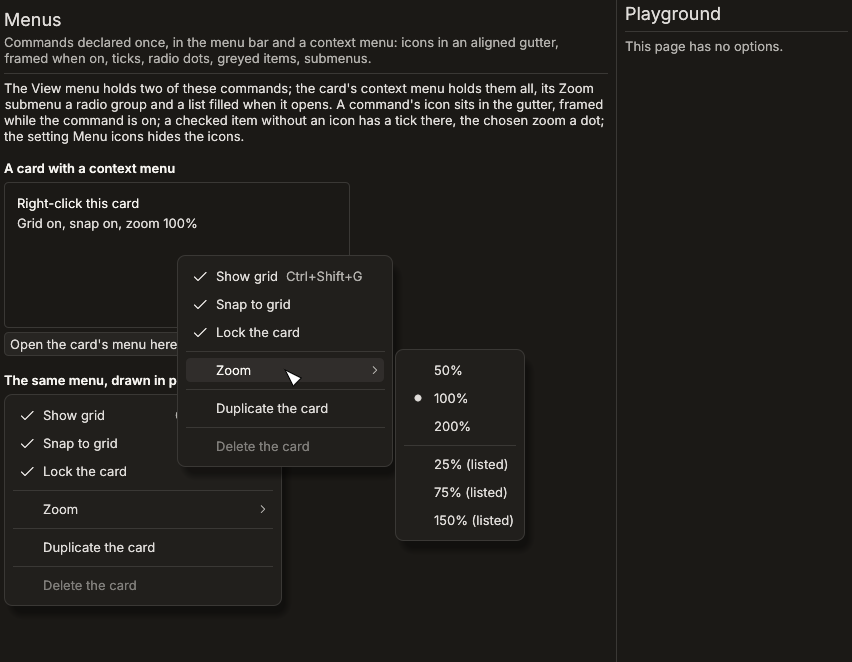 Menus
Commands declared once, in the menu bar and a context menu: icons in an aligned gutter,
framed when on, ticks, radio dots, greyed items, submenus.
The View menu holds two of these commands; the card's context menu holds them all, its Zoom
submenu a radio group and a list filled when it opens. A command's icon sits in the gutter, framed
while the command is on; a checked item without an icon has a tick there, the chosen zoom a dot;
the setting Menu icons hides the icons.
A card with a context menu
Right-click this card
Grid on, snap on, zoom 100%
Open the card's menu here
The same menu, drawn in p
Show grid
Snap to grid
Lock the card
Zoom
Duplicate the card
Delete the card
Show grid Ctrl+Shift+G
Snap to grid
Lock the card
Zoom
Duplicate the card
Delete the card
50%
100%
200%
25% (listed)
75% (listed)
150% (listed)
Playground
This page has no options.